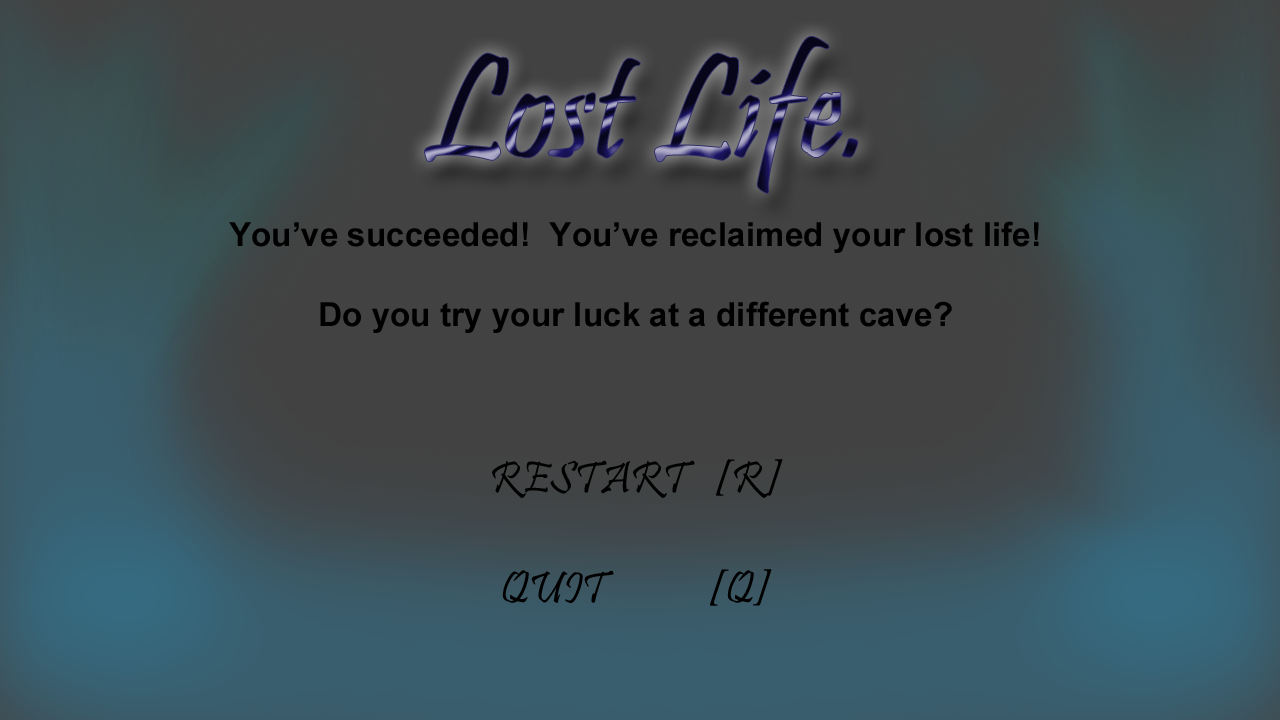 Lost Life.
You’ve succeeded!  You’ve reclaimed your lost life!
Do you try your luck at a different cave?
RESTART [R]
QUIT [Q]